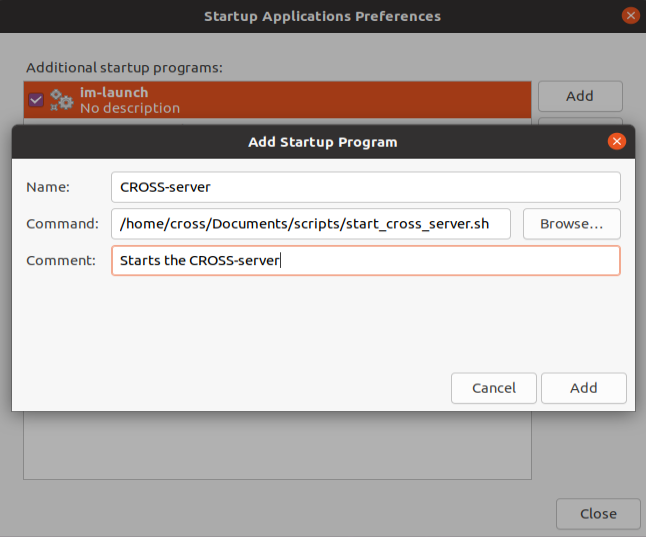 Startup Applications Preferences
Additional startup programs:
im-launch
No description
Add
Add Startup Program
Name:
CROSS-server
Command:
/home/cross/Documents/scripts/start_cross_server.sh
Browse...
Comment:
Starts the CROSS-server
Cancel
Add
Close